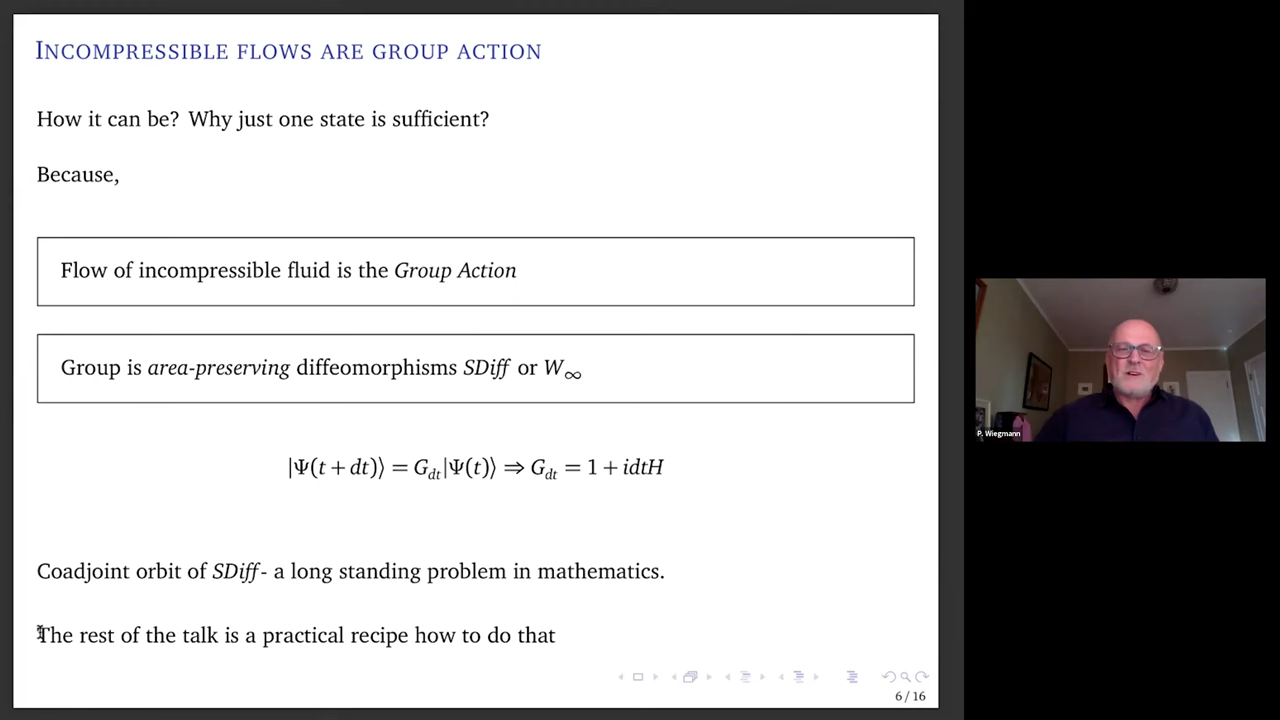 INCOMPRESSIBLE FLOWS ARE GROUP ACTION
How it can be? Why just one state is sufficient?
Because,
Flow of incompressible fluid is the Group Action
Group is area-preserving diffeomorphisms SDiff or W∞
|Ψ(t + dt)⟩ = G_dt|Ψ(t)⟩ ⇒ G_dt = 1 + idtH
Coadjoint orbit of SDiff- a long standing problem in mathematics.
The rest of the talk is a practical recipe how to do that
6 / 16
P. Wiegmann